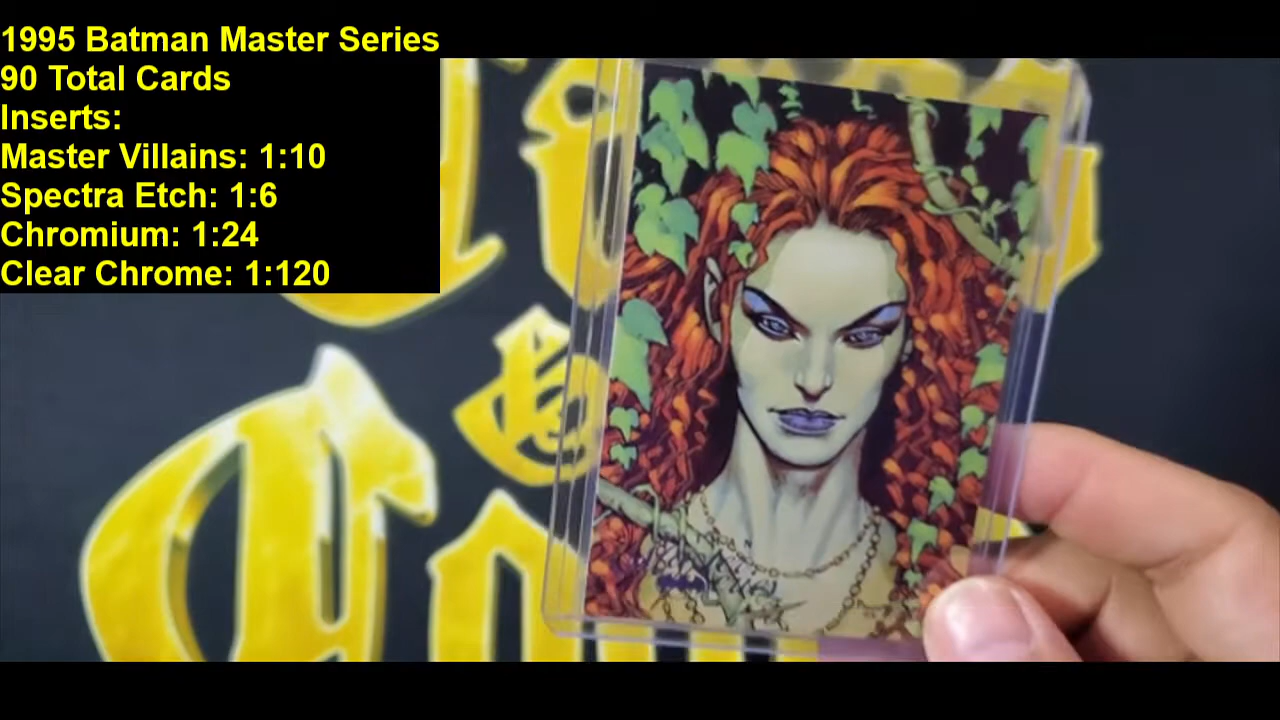 1995 Batman Master Series
90 Total Cards
Inserts:
Master Villains: 1:10
Spectra Etch: 1:6
Chromium: 1:24
Clear Chrome: 1:120